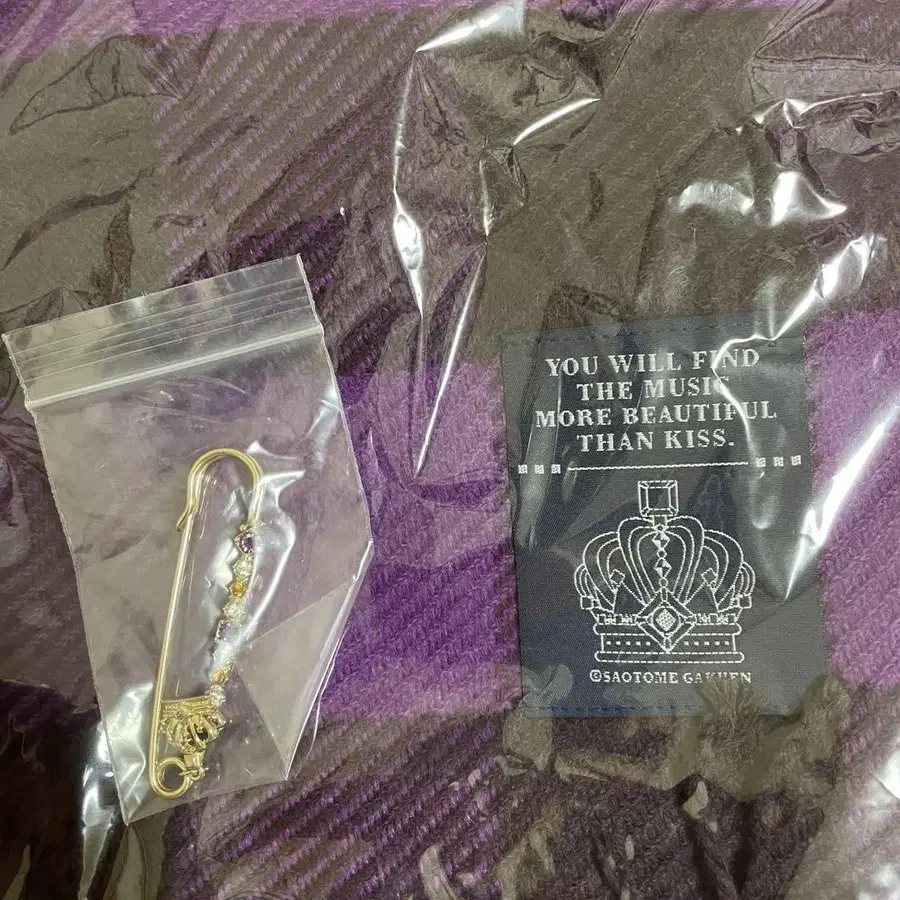 YOU WILL FIND
THE MUSIC
MORE BEAUTIFUL
THAN KISS.
©SAOTOME GAKUEN